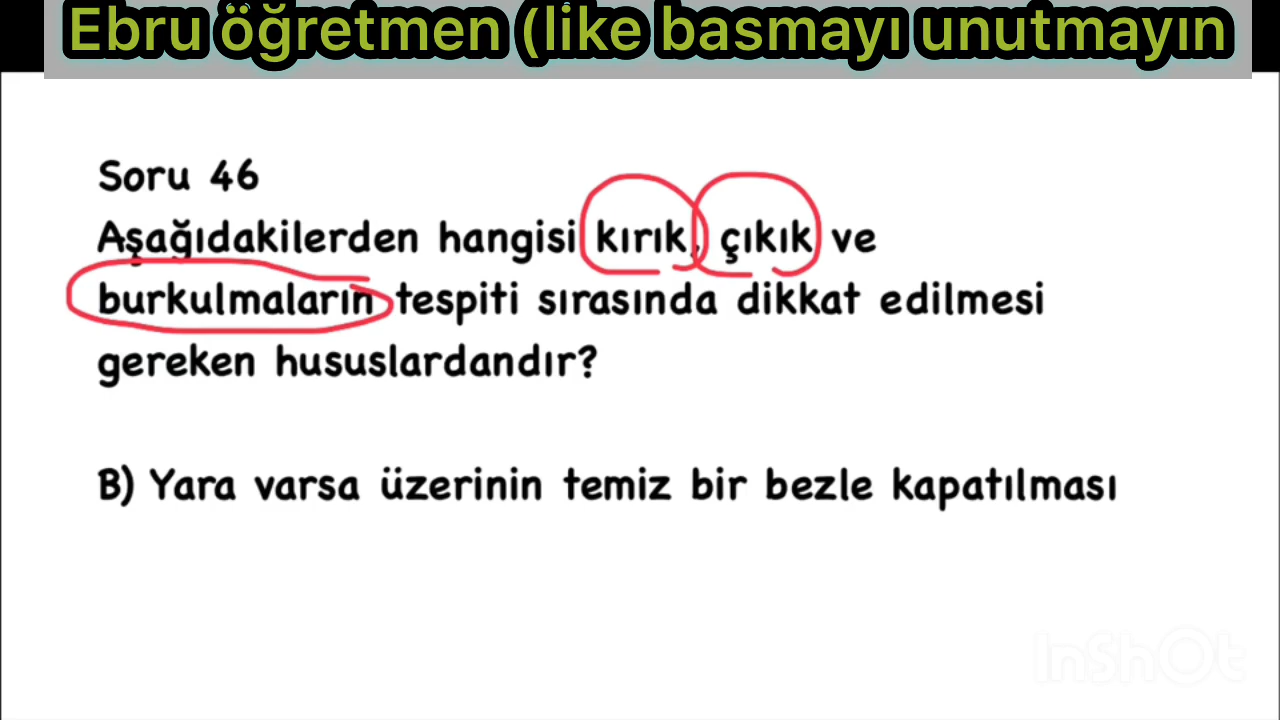 Ebru öğretmen (like basmayı unutmayın
Soru 46
Aşağıdakilerden hangisi kırık, çıkık ve
burkulmaların tespiti sırasında dikkat edilmesi
gereken hususlardandır?
B) Yara varsa üzerinin temiz bir bezle kapatılması
InShOt